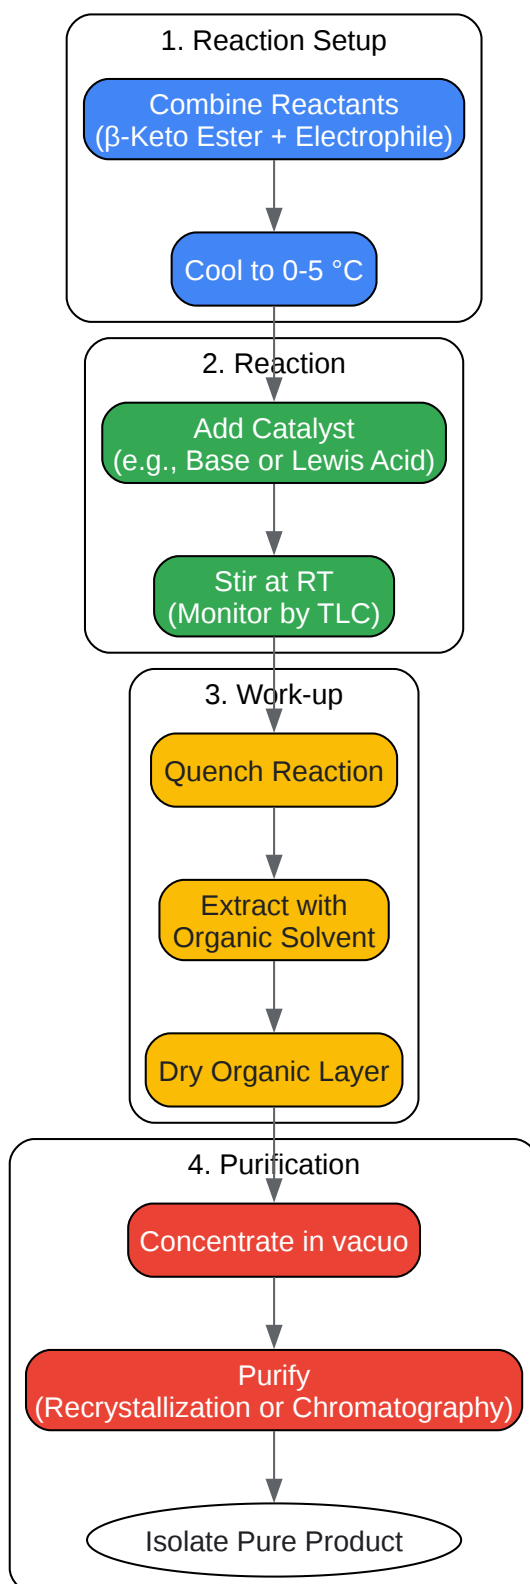 1. Reaction Setup
Combine Reactants
(β-Keto Ester + Electrophile)
Cool to 0-5 °C
2. Reaction
Add Catalyst
(e.g., Base or Lewis Acid)
Stir at RT
(Monitor by TLC)
3. Work-up
Quench Reaction
Extract with
Organic Solvent
Dry Organic Layer
4. Purification
Concentrate in vacuo
Purify
(Recrystallization or Chromatography)
Isolate Pure Product